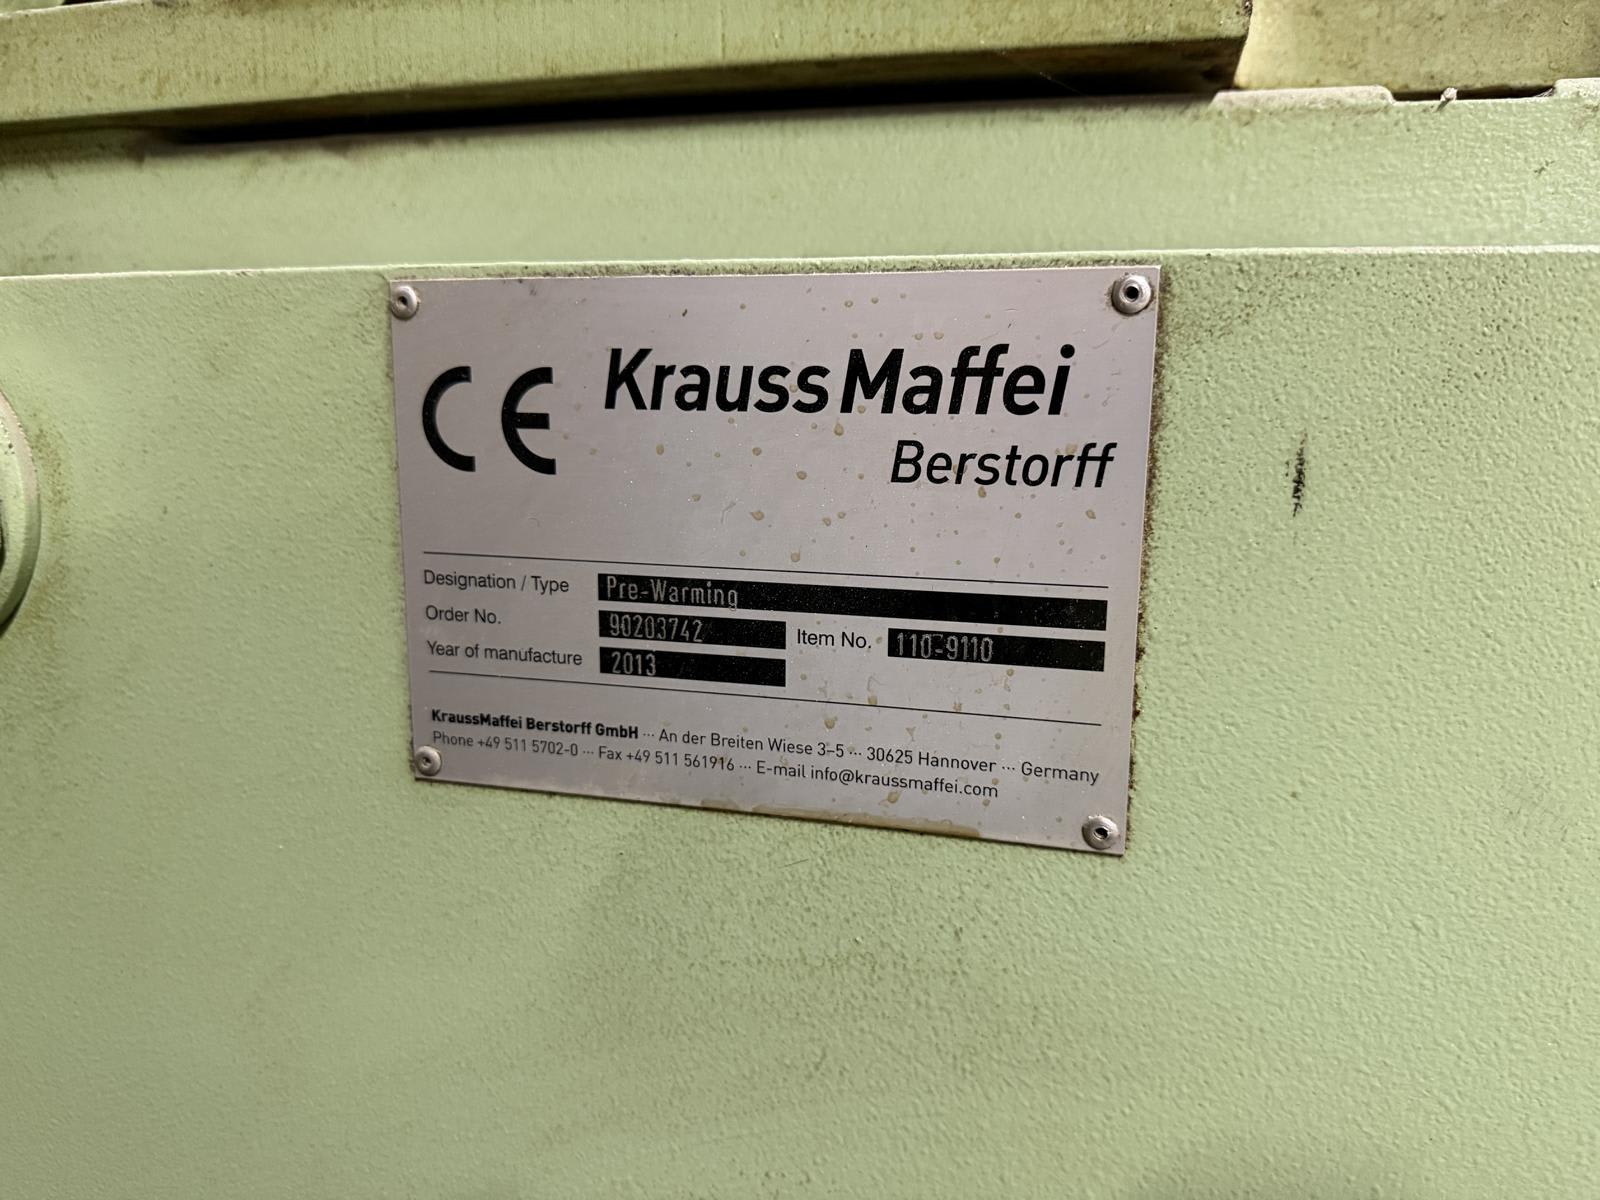 CE
KraussMaffei
Berstorff
Designation / Type Pre-Warming
Order No. 90203742 Item No. 110-9110
Year of manufacture 2013
KraussMaffei Berstorff GmbH ··· An der Breiten Wiese 3–5 ··· 30625 Hannover ··· Germany
Phone +49 511 5702-0 ··· Fax +49 511 561916 ··· E-mail info@kraussmaffei.com